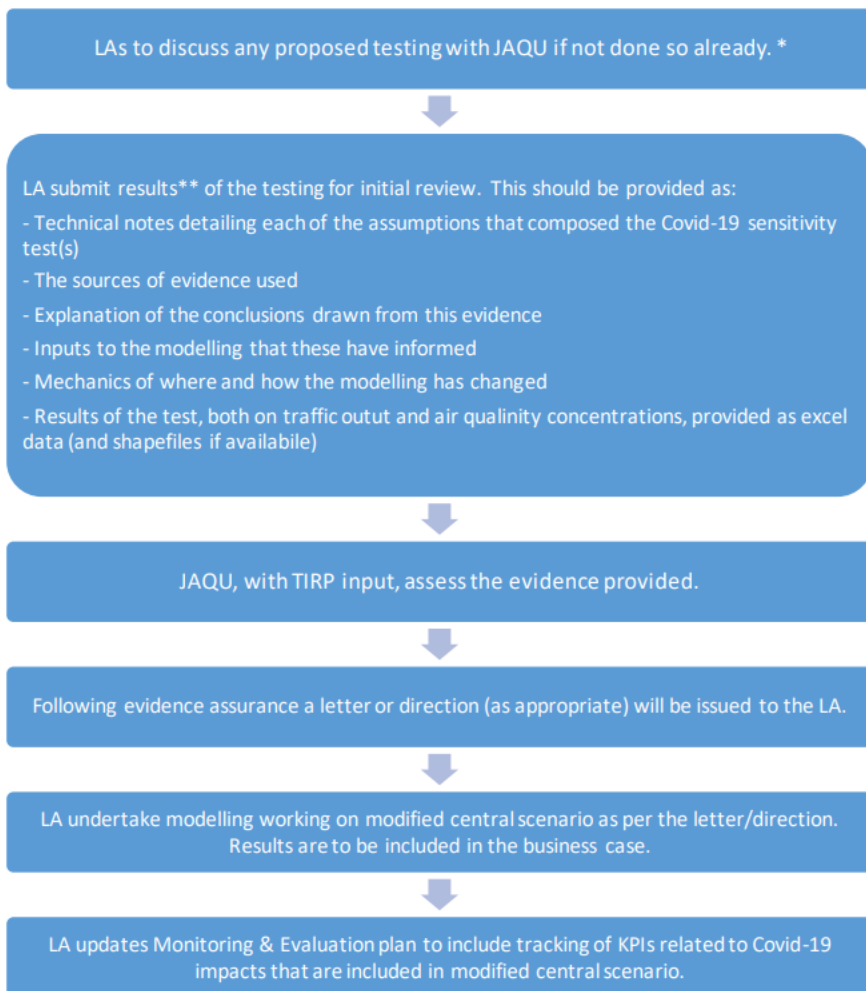 LAs to discuss any proposed testing with JAQU if not done so already. *
LA submit results** of the testing for initial review. This should be provided as:
- Technical notes detailing each of the assumptions that composed the Covid-19 sensitivity
test(s)
- The sources of evidence used
- Explanation of the conclusions drawn from this evidence
- Inputs to the modelling that these have informed
- Mechanics of where and how the modelling has changed
- Results of the test, both on traffic outut and air qualinity concentrations, provided as excel
data (and shapefiles if availabile)
JAQU, with TIRP input, assess the evidence provided.
Following evidence assurance a letter or direction (as appropriate) will be issued to the LA.
LA undertake modelling working on modified central scenario as per the letter/direction.
Results are to be included in the business case.
LA updates Monitoring & Evaluation plan to include tracking of KPIs related to Covid-19
impacts that are included in modified central scenario.